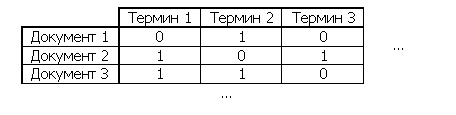 Термин 1 Термин 2 Термин 3
Документ 1 0 1 0
...
Документ 2 1 0 1
Документ 3 1 1 0
...